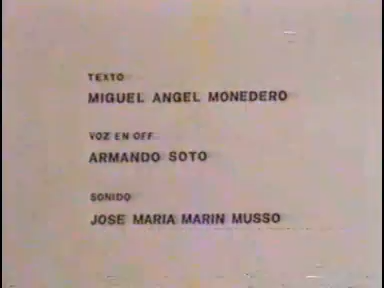 TEXTO
MIGUEL ANGEL MONEDERO
VOZ EN OFF
ARMANDO SOTO
SONIDO
JOSE MARIA MARIN MUSSO